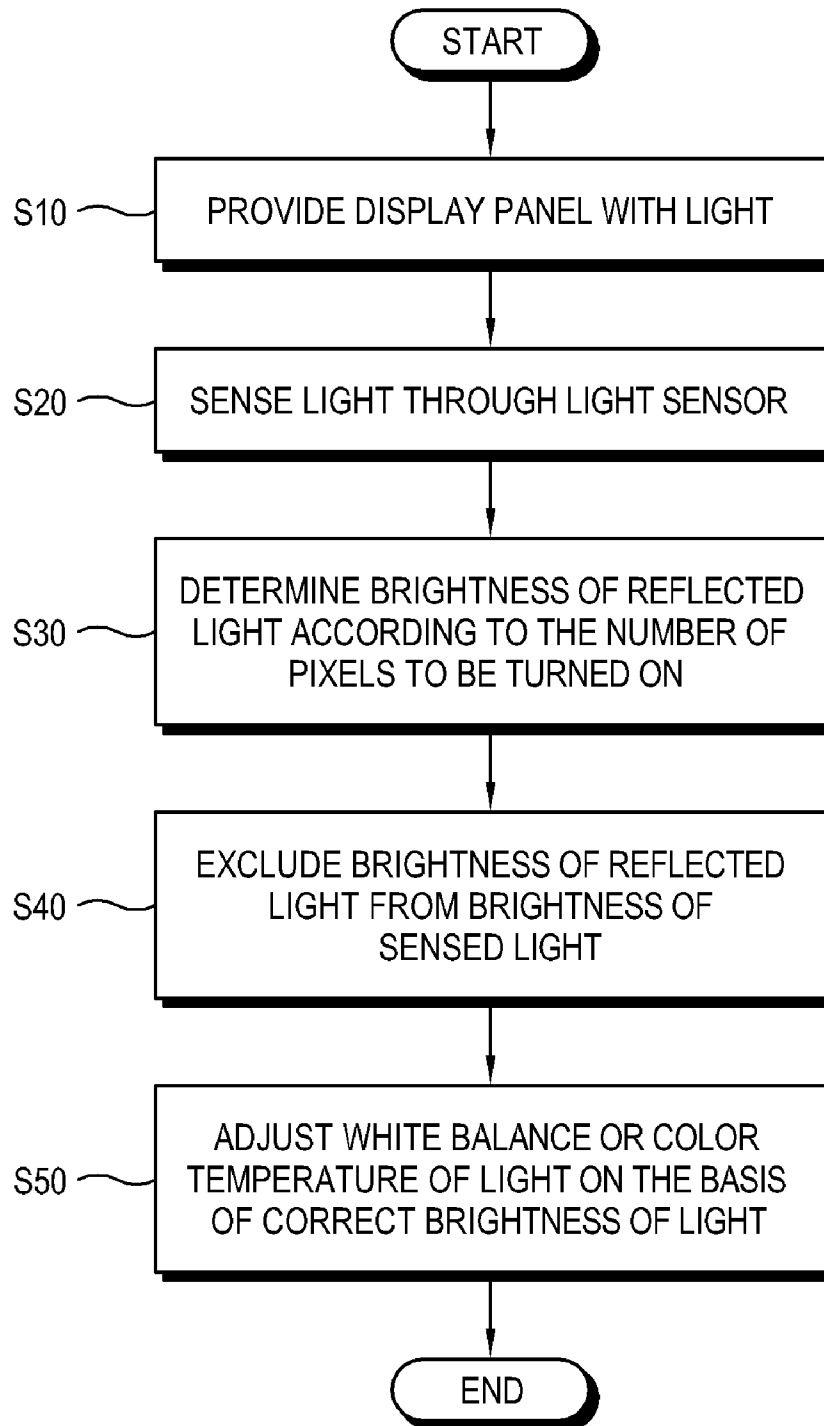 START
S10
PROVIDE DISPLAY PANEL WITH LIGHT
S20
SENSE LIGHT THROUGH LIGHT SENSOR
S30
DETERMINE BRIGHTNESS OF REFLECTED
LIGHT ACCORDING TO THE NUMBER OF
PIXELS TO BE TURNED ON
S40
EXCLUDE BRIGHTNESS OF REFLECTED
LIGHT FROM BRIGHTNESS OF
SENSED LIGHT
S50
ADJUST WHITE BALANCE OR COLOR
TEMPERATURE OF LIGHT ON THE BASIS
OF CORRECT BRIGHTNESS OF LIGHT
END